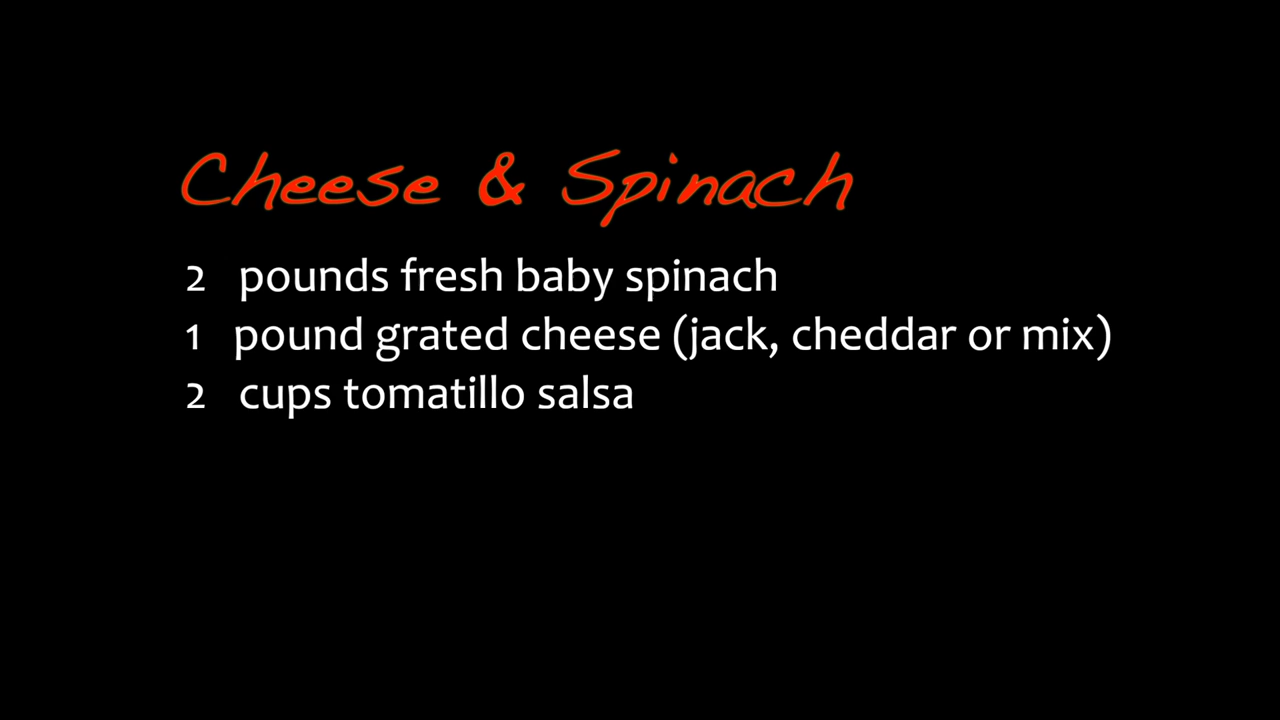 Cheese & Spinach
2 pounds fresh baby spinach
1 pound grated cheese (jack, cheddar or mix)
2 cups tomatillo salsa